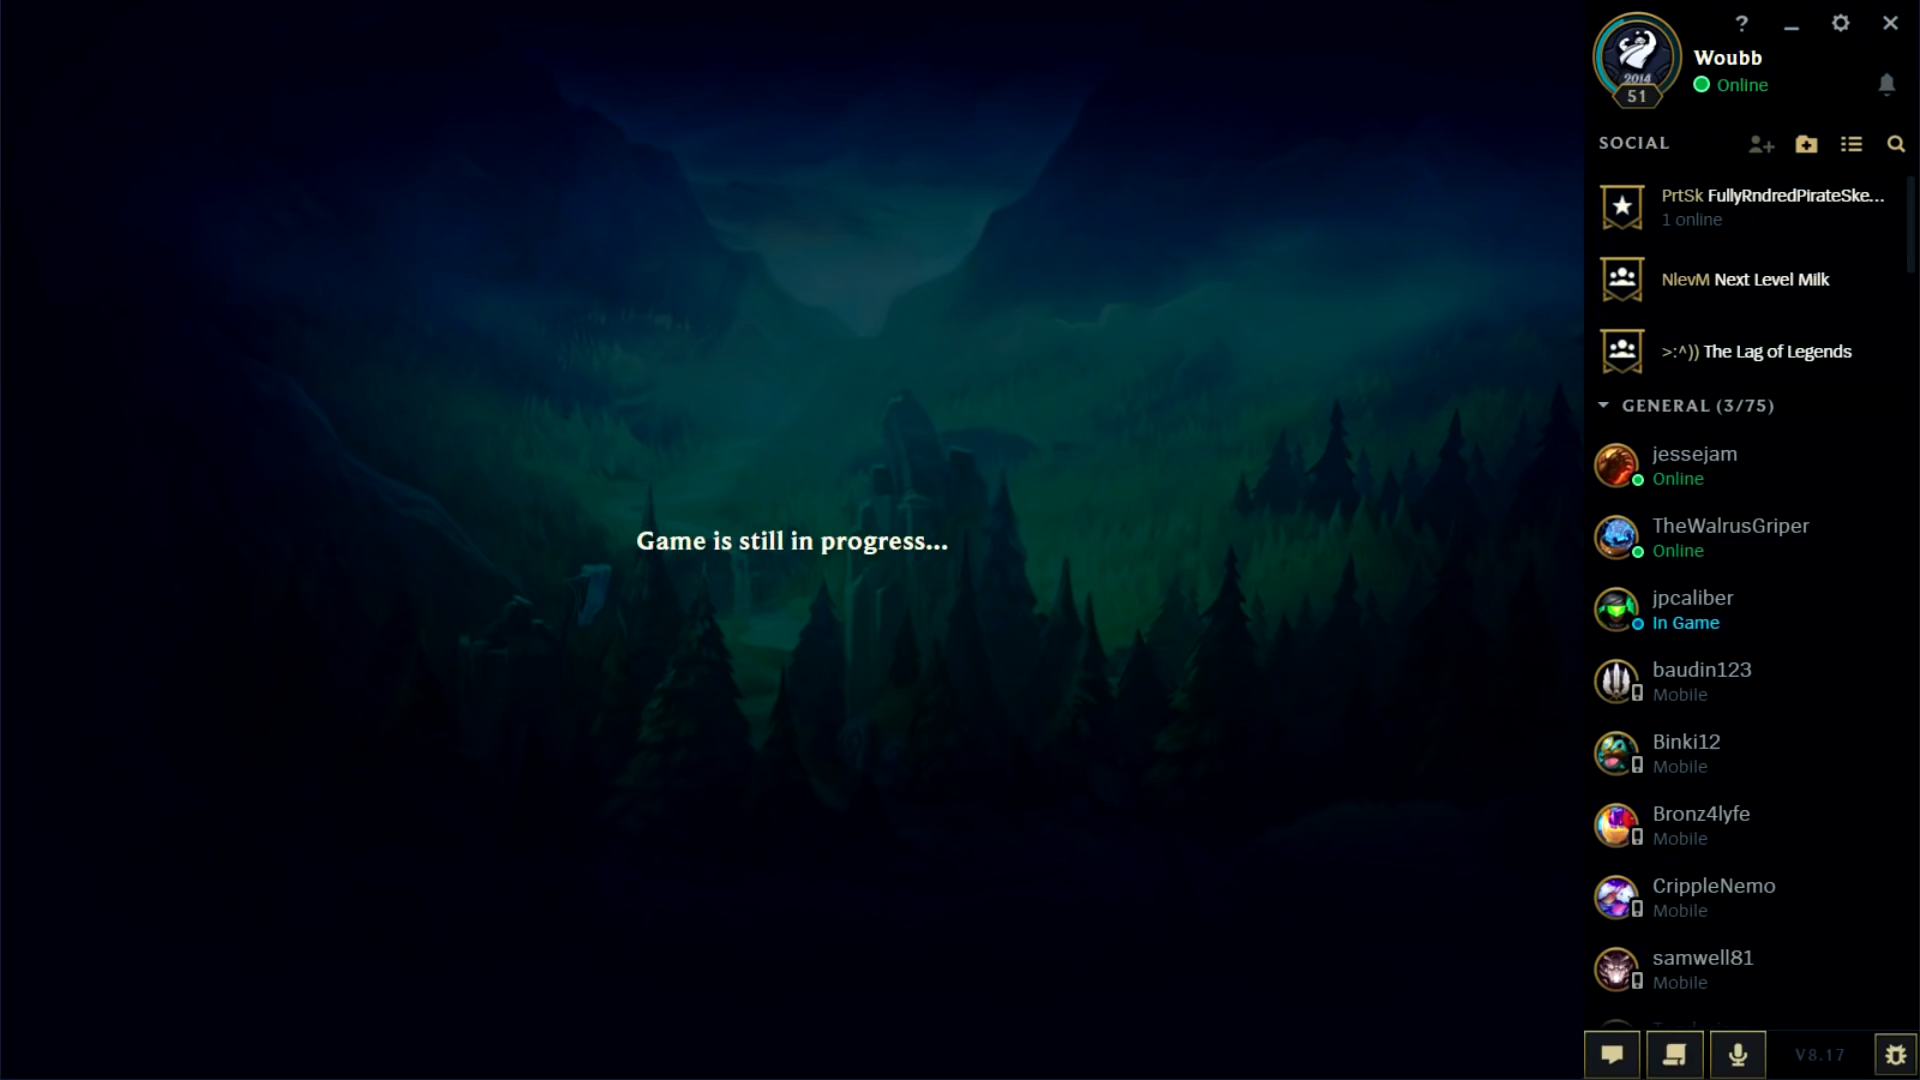 ?
2014
51
Woubb
Online
SOCIAL
PrtSk FullyRndredPirateSke...
1 online
NlevM Next Level Milk
>:^)) The Lag of Legends
GENERAL (3/75)
jessejam
Online
TheWalrusGriper
Online
Game is still in progress...
jpcaliber
In Game
baudin123
Mobile
Binki12
Mobile
Bronz4lyfe
Mobile
CrippleNemo
Mobile
samwell81
Mobile
V8.17